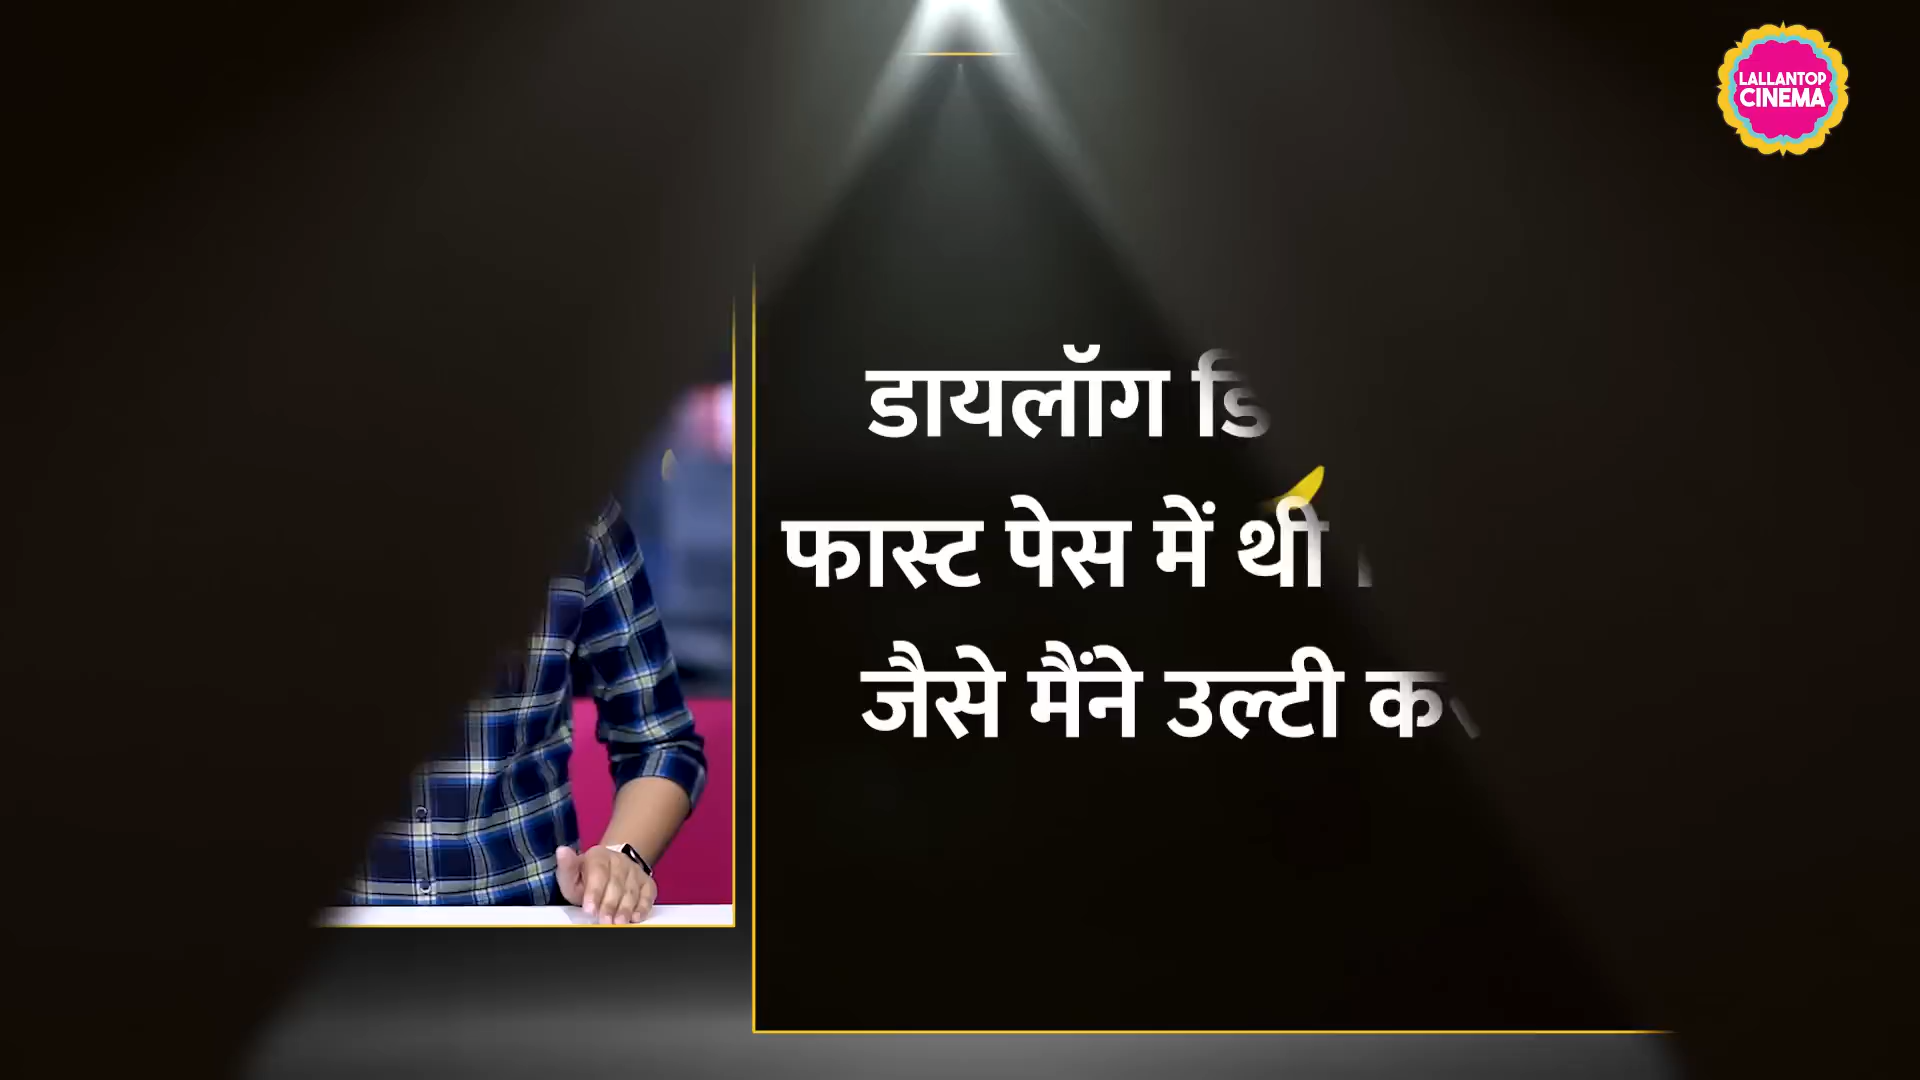 LALLANTOP
CINEMA
डायलॉग
फास्ट पेस में थी
जैसे मैंने उल्टी